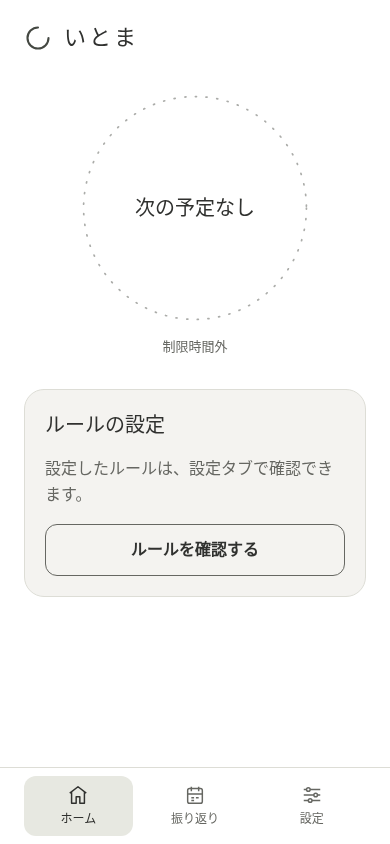 いとま
次の予定なし
制限時間外
ルールの設定
設定したルールは、設定タブで確認でき
ます。
ルールを確認する
ホーム
振り返り
設定